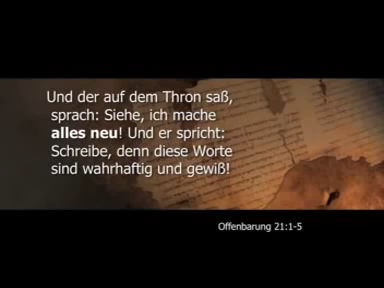 Und der auf dem Thron saß,
sprach: Siehe, ich mache
alles neu! Und er spricht:
Schreibe, denn diese Worte
sind wahrhaftig und gewiß!
Offenbarung 21:1-5